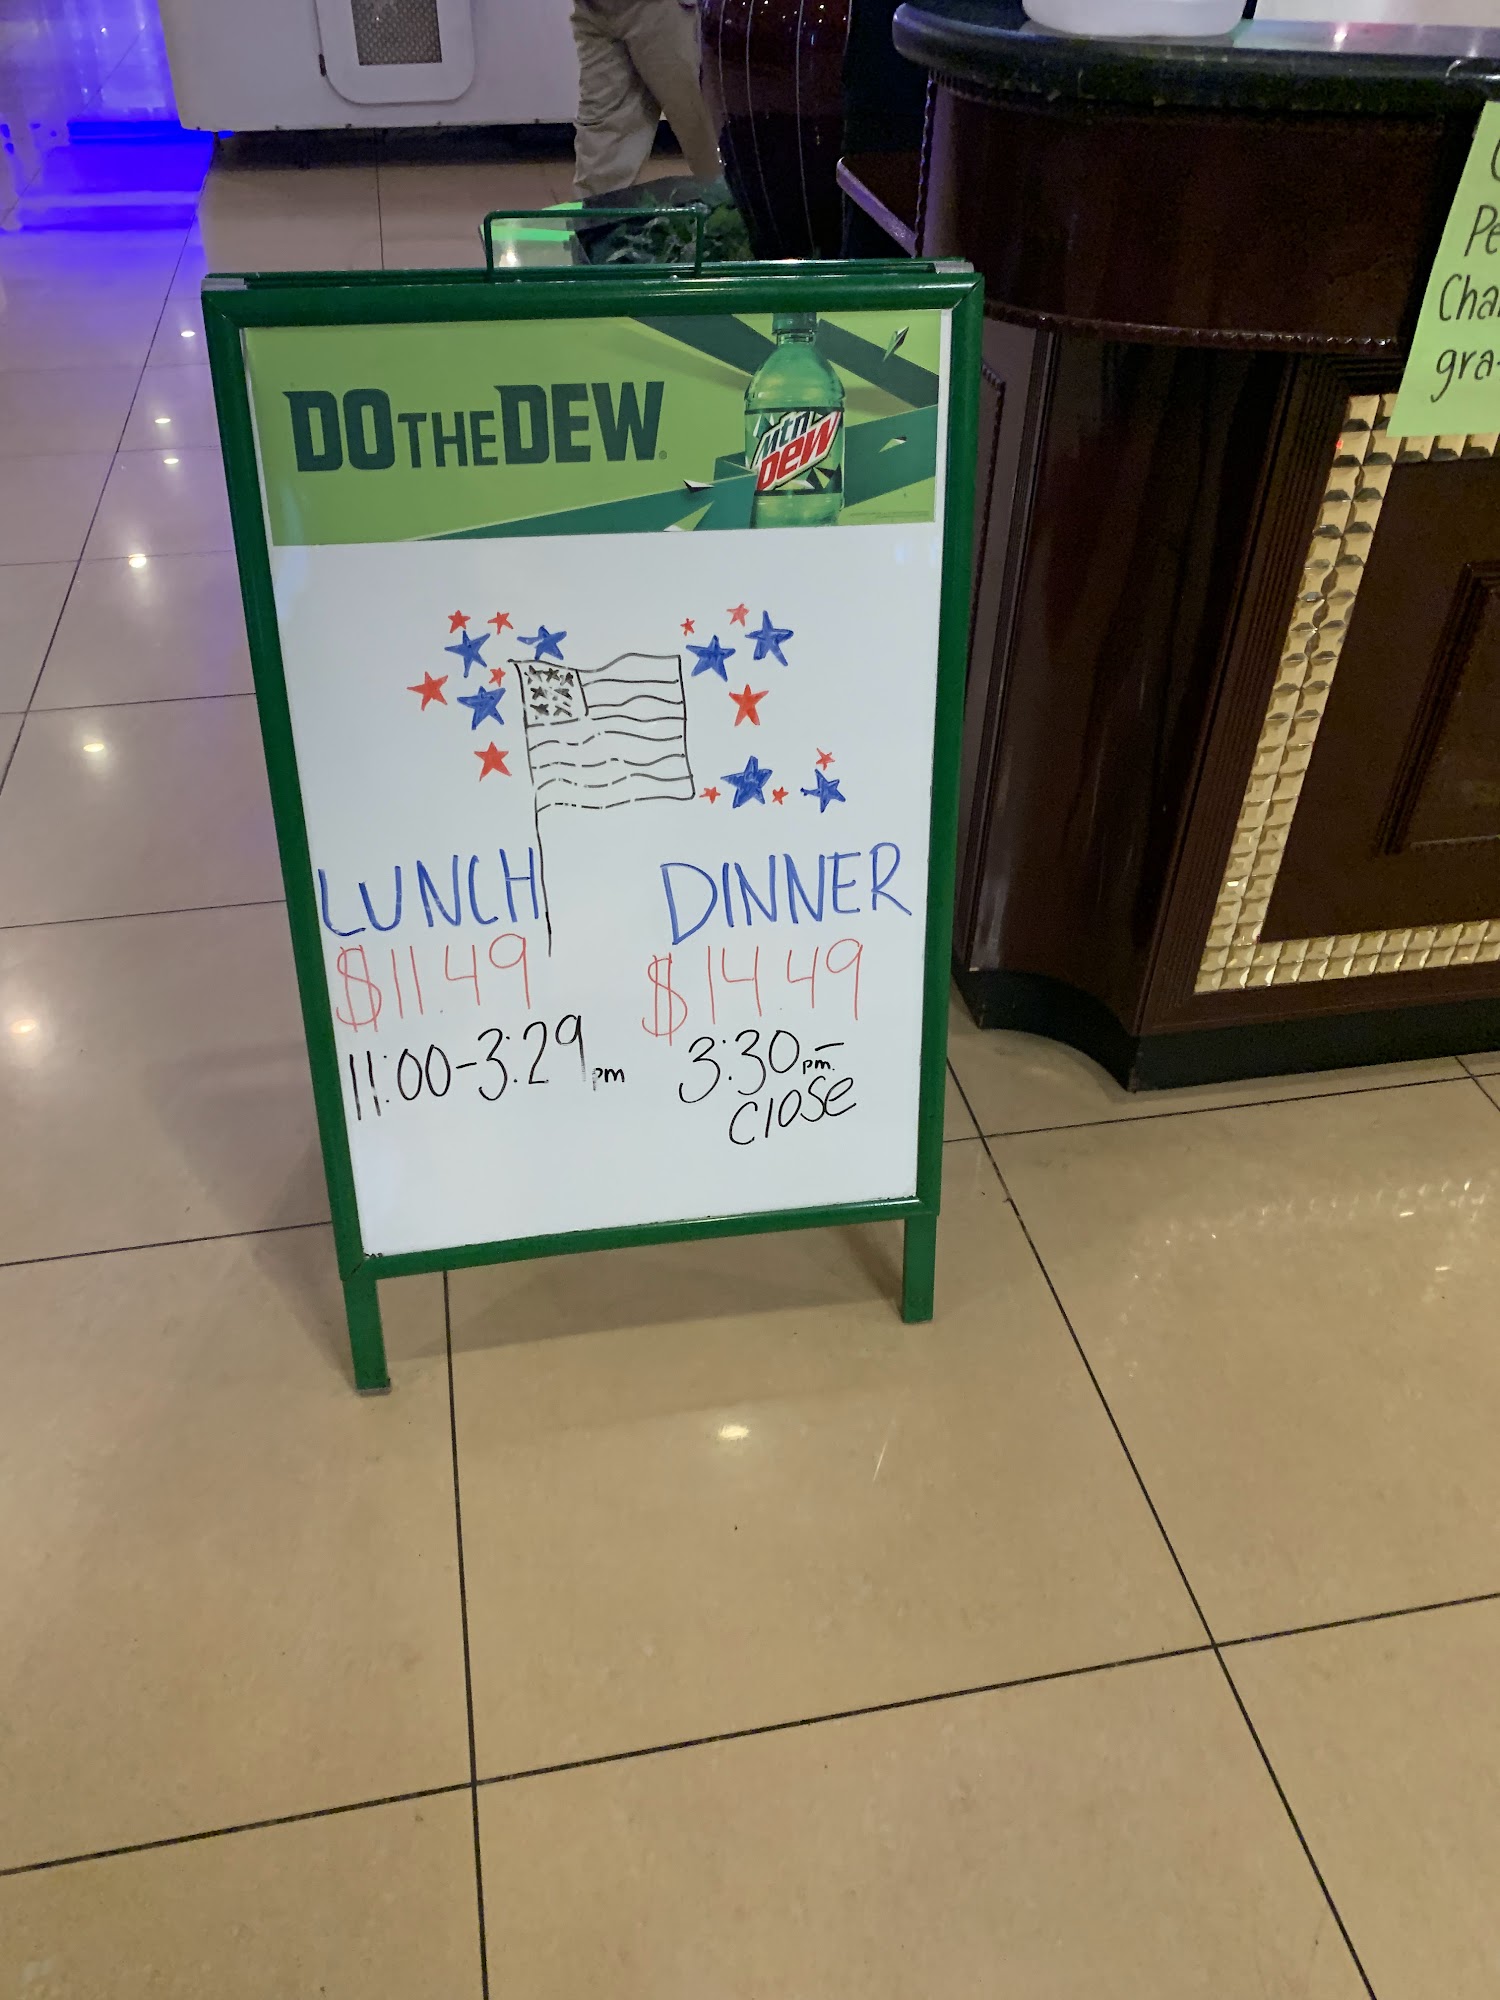 DO THE DEW
Mtn
DEW
LUNCH
$11.49
11:00-3:29pm
DINNER
$14.49
3:30pm-
CLOSE